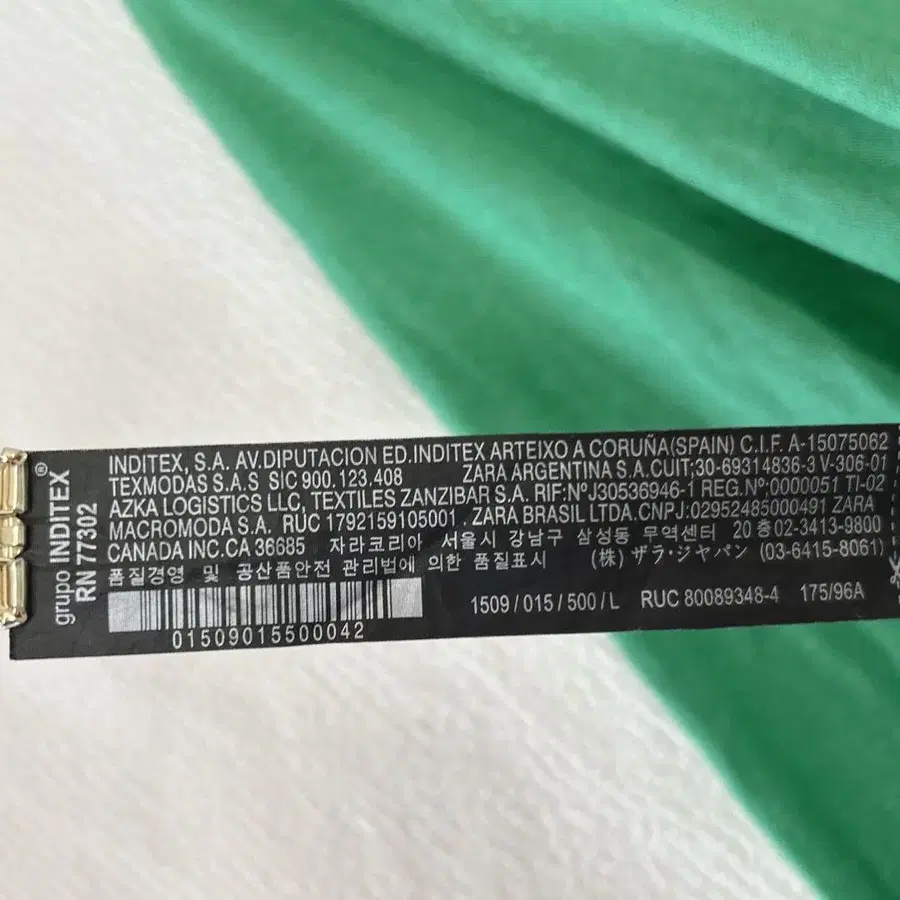 grupo INDITEX®
RN 77302
INDITEX, S.A. AV.DIPUTACION ED.INDITEX ARTEIXO A CORUÑA(SPAIN) C.I.F. A-15075062
TEXMODAS S.A.S SIC 900.123.408 ZARA ARGENTINA S.A. CUIT:30-69314836-3 V-306-01
AZKA LOGISTICS LLC, TEXTILES ZANZIBAR S.A. RIF:NºJ30536946-1 REG.Nº:0000051 TI-02
MACROMODA S.A. RUC 1792159105001 . ZARA BRASIL LTDA.CNPJ:02952485000491 ZARA
CANADA INC.CA 36685 자라코리아 서울시 강남구 삼성동 무역센터 20 층02-3413-9800
품질경영 및 공산품안전 관리법에 의한 품질표시 (株) ザラ・ジャパン (03-6415-8061)
1509 / 015 / 500 / L RUC 80089348-4 175/96A
01509015500042